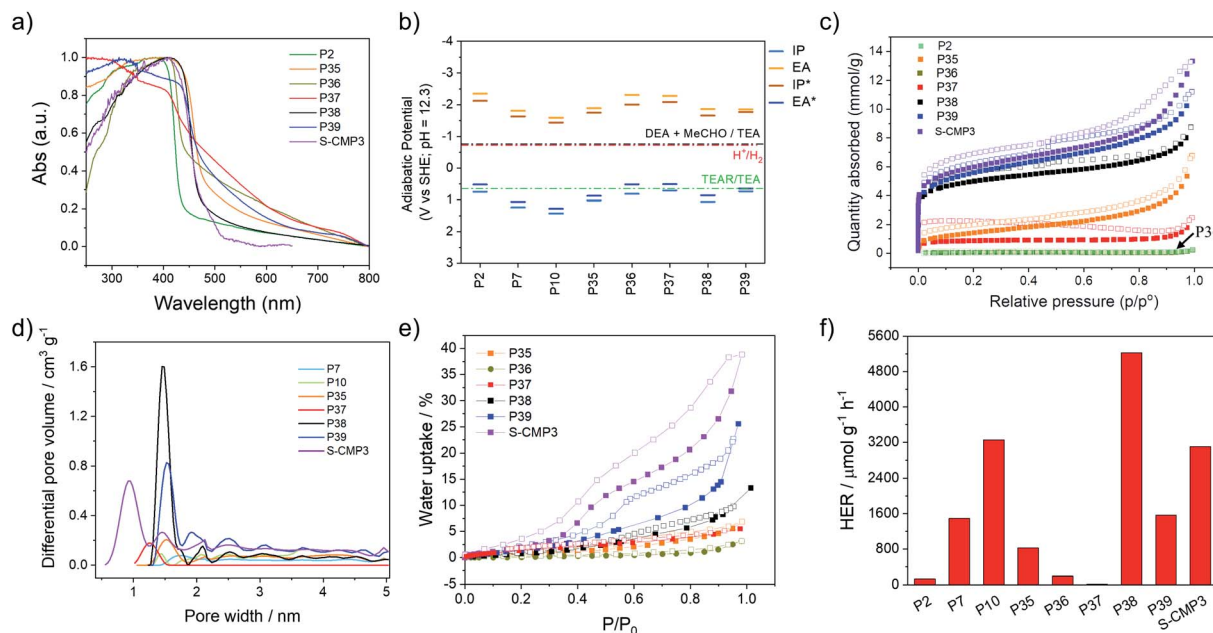 a)
Abs (a.u.)
1.0
0.8
0.6
0.4
0.2
0.0
300 400 500 600 700 800
Wavelength (nm)
P2
P35
P36
P37
P38
P39
S-CMP3
b)
Adiabatic Potential
(V vs SHE; pH = 12.3)
-4
-3
-2
-1
0
1
2
3
IP
EA
IP*
EA*
DEA + MeCHO / TEA
H+/H2
TEAR/TEA
P2 P7 P10 P35 P36 P37 P38 P39
c)
Quantity absorbed (mmol/g)
14
12
10
8
6
4
2
0
P2
P35
P36
P37
P38
P39
S-CMP3
P3
0.0 0.2 0.4 0.6 0.8 1.0
Relative pressure (p/p°)
d)
Differential pore volume / cm³ g⁻¹
1.6
1.2
0.8
0.4
0.0
P7
P10
P35
P37
P38
P39
S-CMP3
1 2 3 4 5
Pore width / nm
e)
Water uptake / %
40
35
30
25
20
15
10
5
0
-5
P35
P36
P37
P38
P39
S-CMP3
0.0 0.2 0.4 0.6 0.8 1.0
P/P₀
f)
HER / μmol g⁻¹ h⁻¹
5600
4800
4000
3200
2400
1600
800
0
P2 P7 P10 P35 P36 P37 P38 P39 S-CMP3